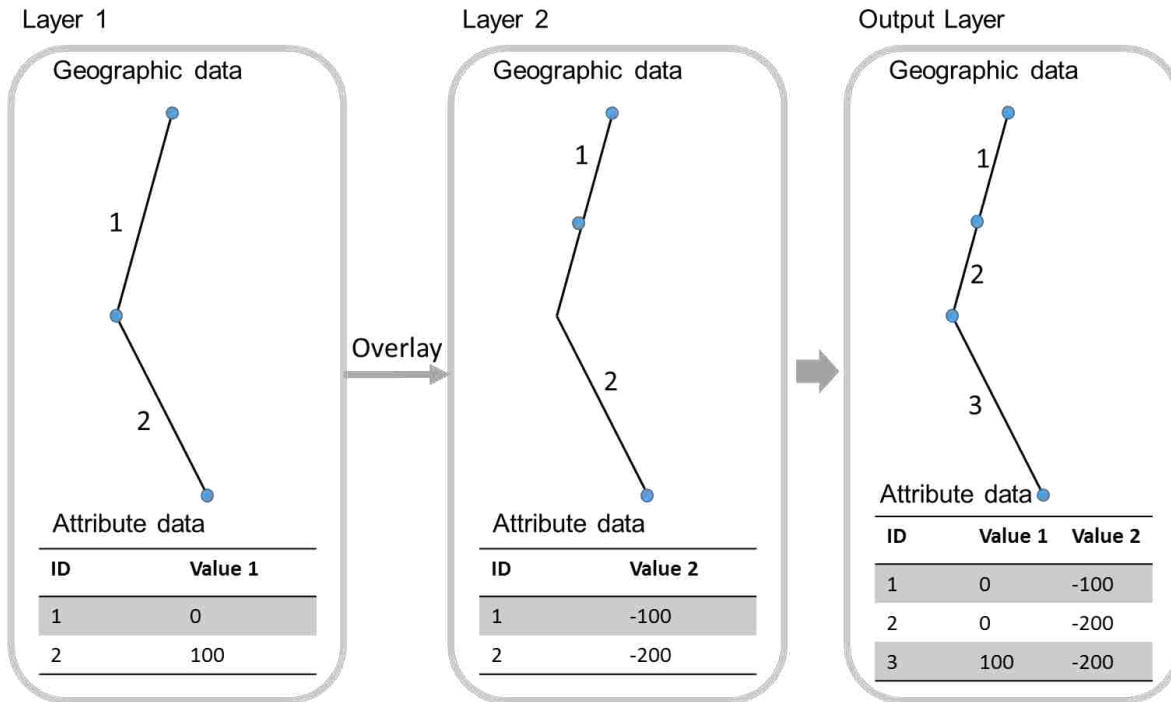 Layer 1
Geographic data
1
2
Attribute data
ID Value 1
1 0
2 100
Overlay
Layer 2
Geographic data
1
2
Attribute data
ID Value 2
1 -100
2 -200
Output Layer
Geographic data
1
2
3
Attribute data
ID Value 1 Value 2
1 0 -100
2 0 -200
3 100 -200